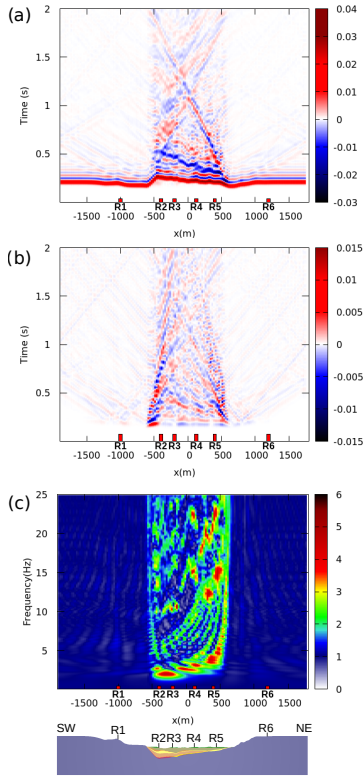 (a)
2
1.5
1
0.5
Time (s)
0.04
0.03
0.02
0.01
0
-0.01
-0.02
-0.03
R1 R2 R3 R4 R5 R6
-1500 -1000 -500 0 500 1000 1500
x(m)
(b)
2
1.5
1
0.5
Time (s)
0.015
0.01
0.005
0
-0.005
-0.01
-0.015
R1 R2 R3 R4 R5 R6
-1500 -1000 -500 0 500 1000 1500
x(m)
(c)
25
20
15
10
5
Frequency(Hz)
6
5
4
3
2
1
0
R1 R2 R3 R4 R5 R6
-1500 -1000 -500 0 500 1000 1500
x(m)
SW R1 R2 R3 R4 R5 R6 NE